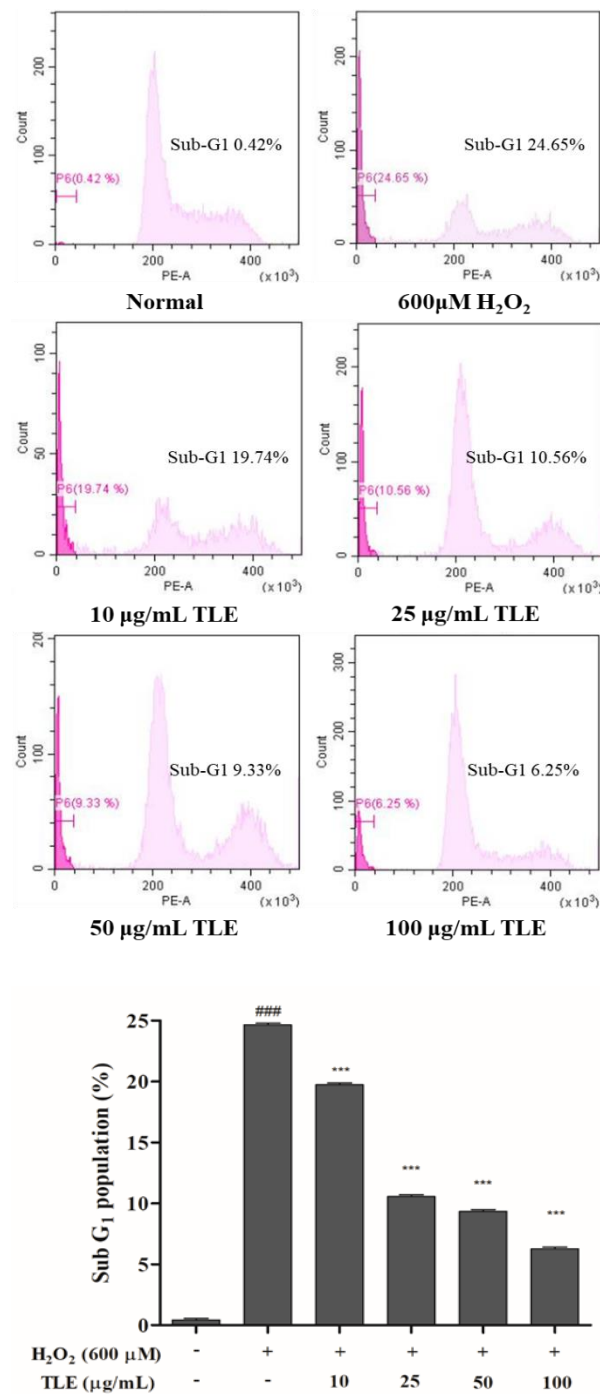 200
100
0
Count
Sub-G1 0.42%
P6(0.42 %)
0 200 400
PE-A (x10³)
Normal
200
100
0
Count
Sub-G1 24.65%
P6(24.65 %)
0 200 400
PE-A (x10³)
600μM H₂O₂
100
50
0
Count
Sub-G1 19.74%
P6(19.74 %)
0 200 400
PE-A (x10³)
10 μg/mL TLE
200
100
0
Count
Sub-G1 10.56%
P6(10.56 %)
0 200 400
PE-A (x10³)
25 μg/mL TLE
200
100
0
Count
Sub-G1 9.33%
P6(9.33 %)
0 200 400
PE-A (x10³)
50 μg/mL TLE
300
200
100
0
Count
Sub-G1 6.25%
P6(6.25 %)
0 200 400
PE-A (x10³)
100 μg/mL TLE
Sub G₁ population (%)
25
20
15
10
5
0
###
***
***
***
***
H₂O₂ (600 μM) - + + + + +
TLE (μg/mL) - - 10 25 50 100